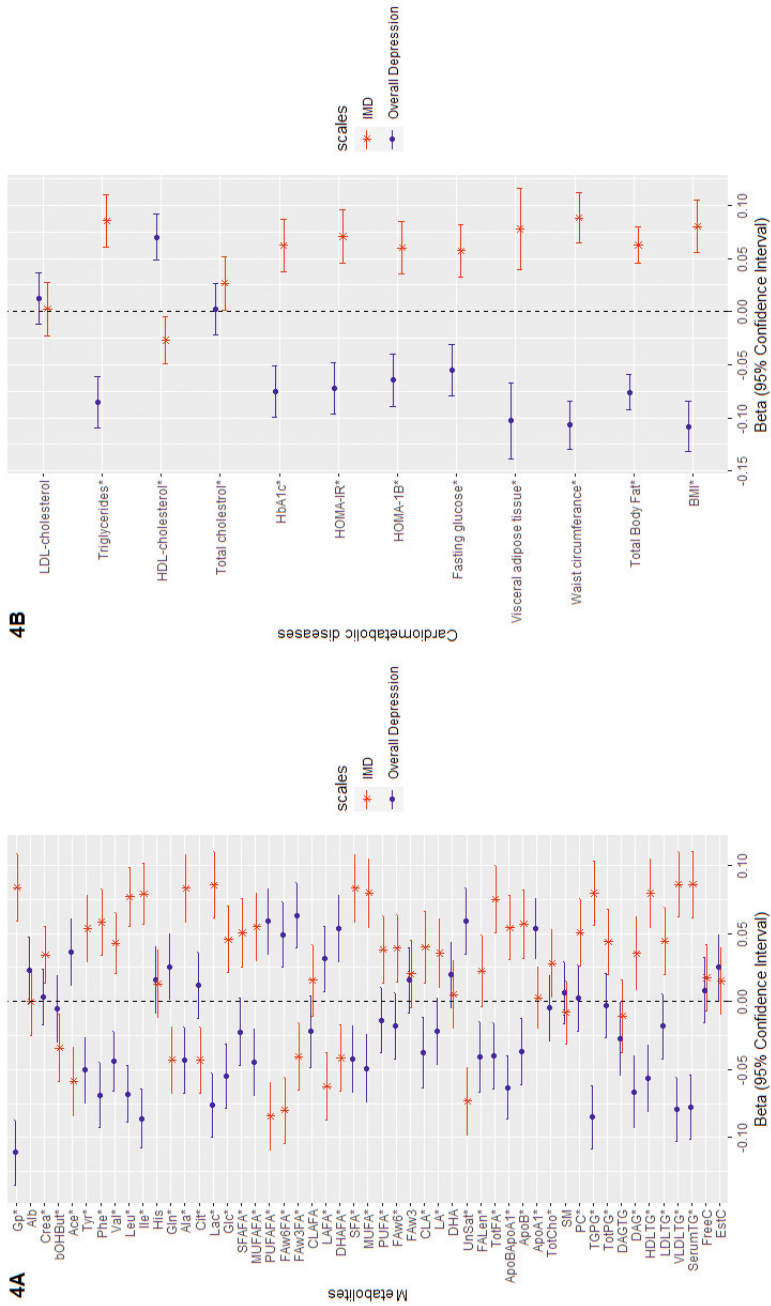 4A
Metabolites
Gp*
Alb
Crea*
bOHBut*
Ace*
Tyr*
Phe*
Val*
Leu*
Ile*
His
Gln*
Ala*
Cit*
Lac*
Glc*
SFAFA*
MUFAFA*
PUFAFA*
FAw6FA*
FAw3FA*
CLAFA
LAFA*
DHAFA*
SFA*
MUFA*
PUFA*
FAw6*
FAw3
CLA*
LA*
DHA
UnSat*
FALen*
TotFA*
ApoBApoA1*
ApoB*
ApoA1*
TotCho*
SM
PC*
TGPG*
TotPG*
DAGTG
DAG*
HDLTG*
LDLTG*
VLDLTG*
SerumTG*
FreeC
EstC
-0.10
-0.05
0.00
0.05
0.10
Beta (95% Confidence Interval)
scales
IMD
Overall Depression
4B
Cardiometabolic diseases
LDL-cholesterol
Triglycerides*
HDL-cholesterol*
Total cholestrol*
HbA1c*
HOMA-IR*
HOMA-1B*
Fasting glucose*
Visceral adipose tissue*
Waist circumferance*
Total Body Fat*
BMI*
-0.15
-0.10
-0.05
0.00
0.05
0.10
Beta (95% Confidence Interval)
scales
IMD
Overall Depression